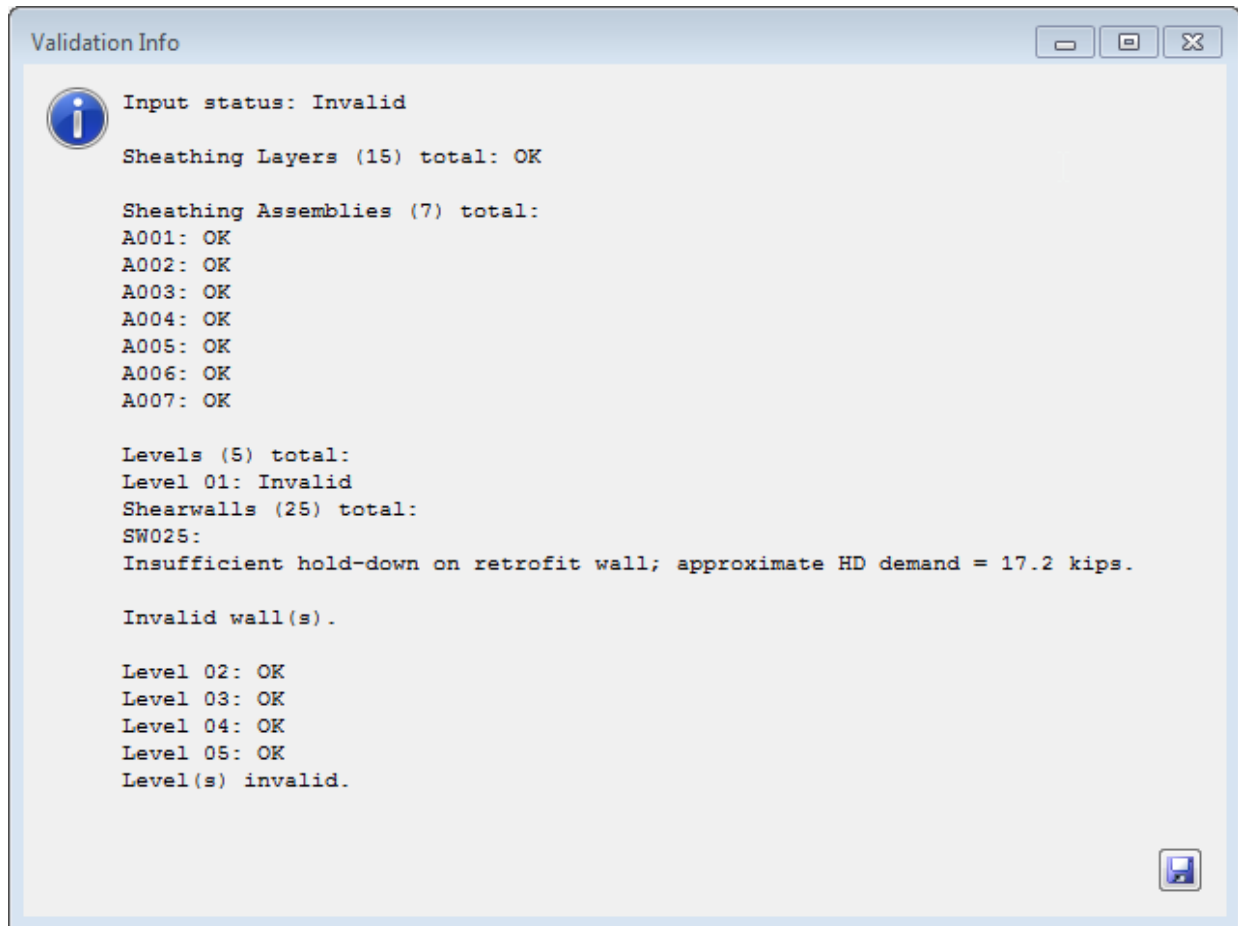 Validation Info
Input status: Invalid
Sheathing Layers (15) total: OK
Sheathing Assemblies (7) total:
A001: OK
A002: OK
A003: OK
A004: OK
A005: OK
A006: OK
A007: OK
Levels (5) total:
Level 01: Invalid
Shearwalls (25) total:
SW025:
Insufficient hold-down on retrofit wall; approximate HD demand = 17.2 kips.
Invalid wall(s).
Level 02: OK
Level 03: OK
Level 04: OK
Level 05: OK
Level(s) invalid.